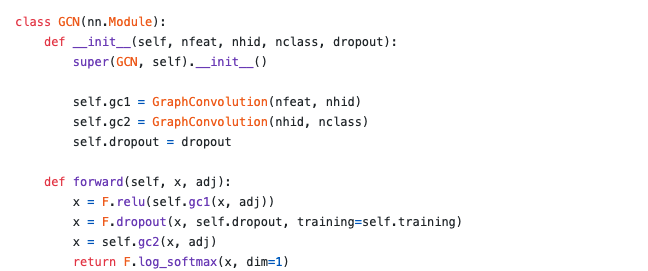 class GCN(nn.Module):
    def __init__(self, nfeat, nhid, nclass, dropout):
        super(GCN, self).__init__()

        self.gc1 = GraphConvolution(nfeat, nhid)
        self.gc2 = GraphConvolution(nhid, nclass)
        self.dropout = dropout

    def forward(self, x, adj):
        x = F.relu(self.gc1(x, adj))
        x = F.dropout(x, self.dropout, training=self.training)
        x = self.gc2(x, adj)
        return F.log_softmax(x, dim=1)